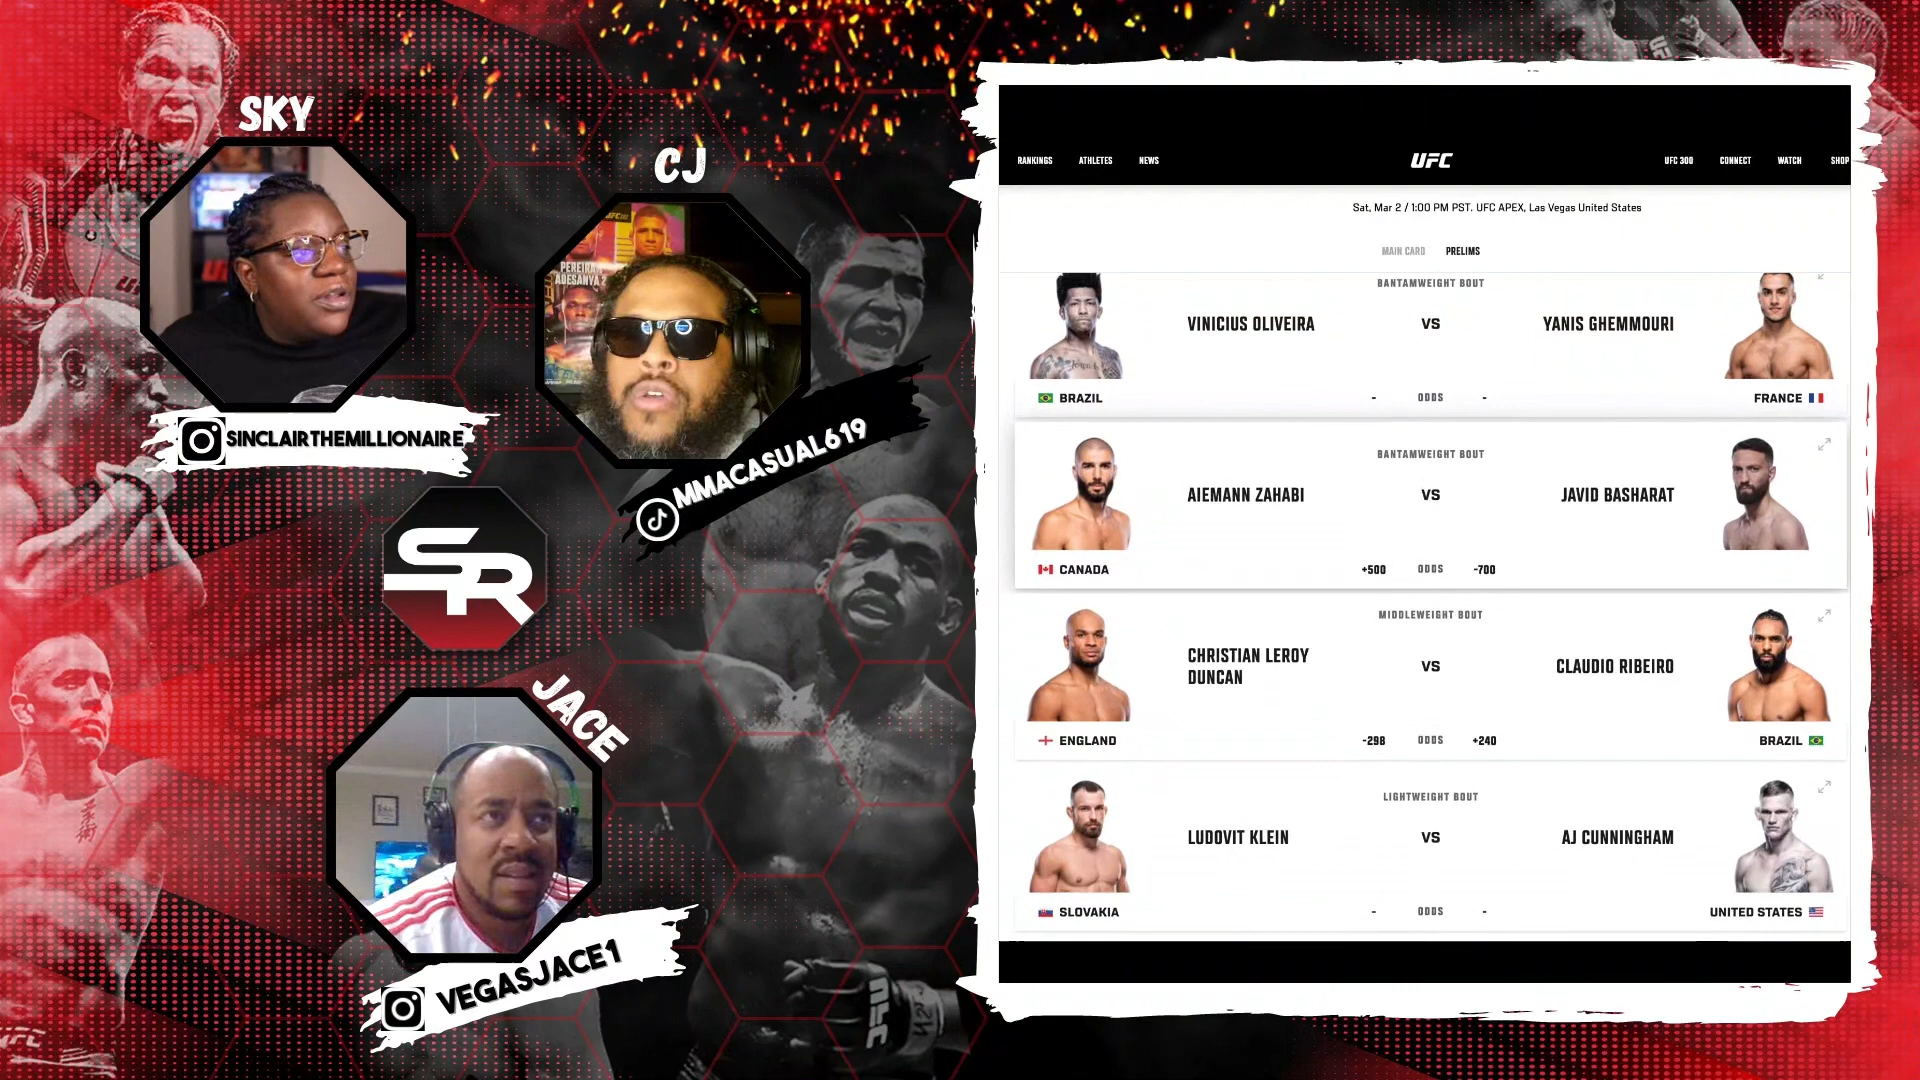 SKY
SINCLAIRTHEMILLIONAIRE
CJ
PEREIRA
ADESANYA 2
MMACASUAL619
SR
JACE
VEGASJACE1
RANKINGS ATHLETES NEWS UFC UFC 300 CONNECT WATCH SHOP
Sat, Mar 2 / 1:00 PM PST. UFC APEX, Las Vegas United States
MAIN CARD PRELIMS
BANTAMWEIGHT BOUT
VINICIUS OLIVEIRA VS YANIS GHEMMOURI
BRAZIL - ODDS - FRANCE
BANTAMWEIGHT BOUT
AIEMANN ZAHABI VS JAVID BASHARAT
CANADA +500 ODDS -700
MIDDLEWEIGHT BOUT
CHRISTIAN LEROY
DUNCAN VS CLAUDIO RIBEIRO
ENGLAND -298 ODDS +240 BRAZIL
LIGHTWEIGHT BOUT
LUDOVIT KLEIN VS AJ CUNNINGHAM
SLOVAKIA - ODDS - UNITED STATES